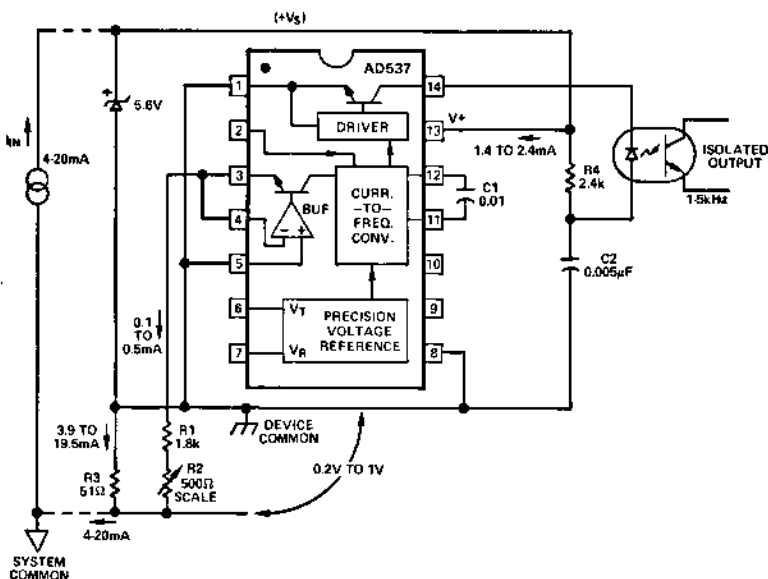 (+VS)
AD537
1
14
5.6V
I IN
4-20mA
DRIVER
V+
13
1.4 TO 2.4mA
ISOLATED
OUTPUT
1-5kHz
2
3
12
C1
0.01
R4
2.4k
BUF
CURR.
-TO-
FREQ.
CONV.
4
11
- +
5
10
C2
0.005µF
6
VT
9
PRECISION
VOLTAGE
REFERENCE
7
VR
8
0.1
TO
0.5mA
3.9 TO
19.5mA
R1
1.8k
DEVICE
COMMON
R2
500Ω
SCALE
0.2V TO 1V
R3
51Ω
4-20mA
SYSTEM
COMMON